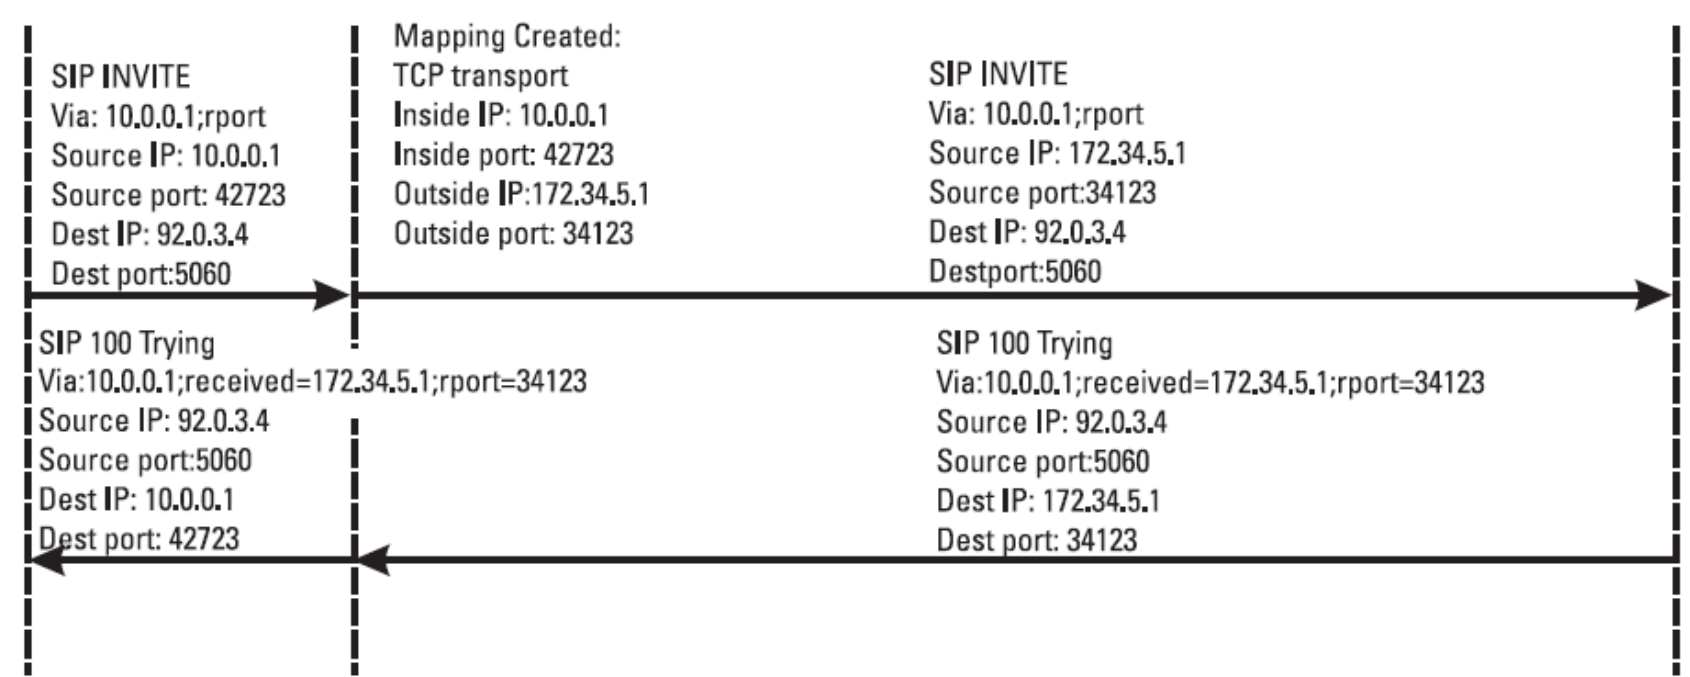 SIP INVITE
Via: 10.0.0.1;rport
Source IP: 10.0.0.1
Source port: 42723
Dest IP: 92.0.3.4
Dest port:5060
Mapping Created:
TCP transport
Inside IP: 10.0.0.1
Inside port: 42723
Outside IP:172.34.5.1
Outside port: 34123
SIP INVITE
Via: 10.0.0.1;rport
Source IP: 172.34.5.1
Source port:34123
Dest IP: 92.0.3.4
Destport:5060
SIP 100 Trying
Via:10.0.0.1;received=172.34.5.1;rport=34123
Source IP: 92.0.3.4
Source port:5060
Dest IP: 10.0.0.1
Dest port: 42723
SIP 100 Trying
Via:10.0.0.1;received=172.34.5.1;rport=34123
Source IP: 92.0.3.4
Source port:5060
Dest IP: 172.34.5.1
Dest port: 34123